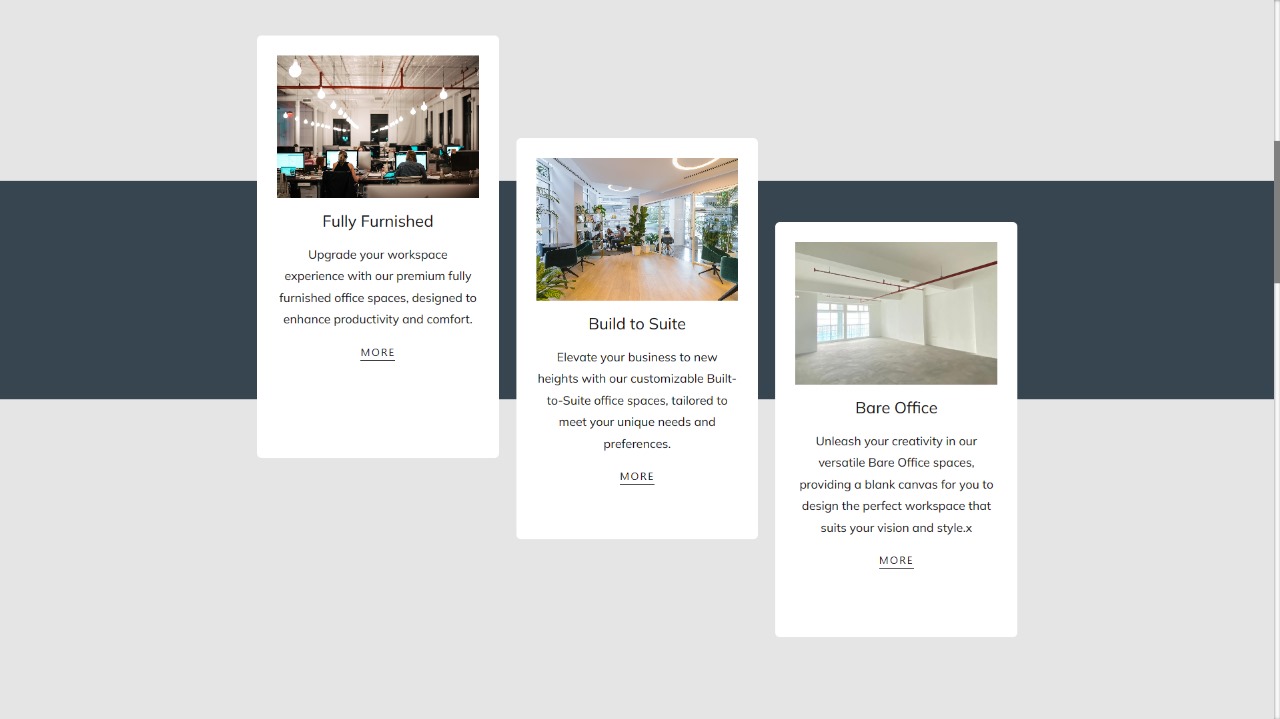 Fully Furnished
Upgrade your workspace
experience with our premium fully
furnished office spaces, designed to
enhance productivity and comfort.
MORE
Build to Suite
Elevate your business to new
heights with our customizable Built-
to-Suite office spaces, tailored to
meet your unique needs and
preferences.
MORE
Bare Office
Unleash your creativity in our
versatile Bare Office spaces,
providing a blank canvas for you to
design the perfect workspace that
suits your vision and style.x
MORE